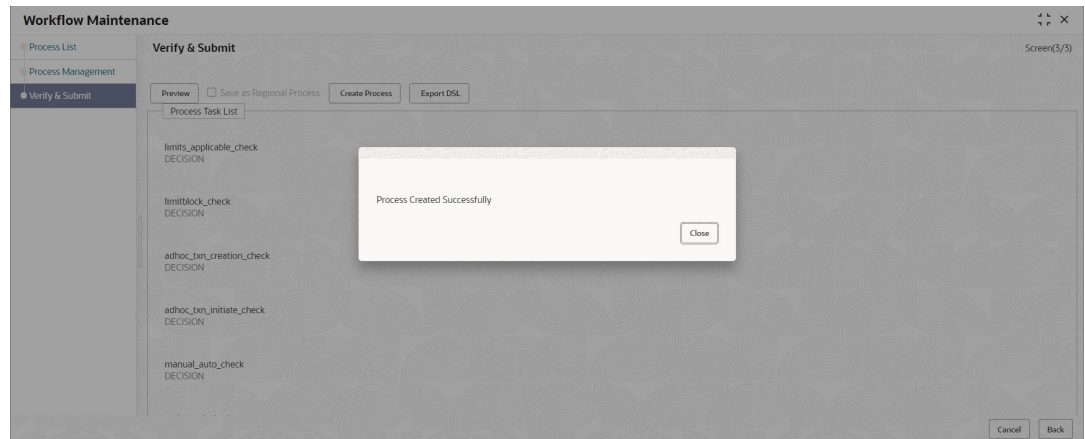 Workflow Maintenance
Process List
Process Management
Verify & Submit
Verify & Submit
Screen(3/3)
Preview
Save as Regional Process
Create Process
Export DSL
Process Task List
limits_applicable_check
DECISION
limitblock_check
DECISION
adhoc_txn_creation_check
DECISION
adhoc_txn_initiate_check
DECISION
manual_auto_check
DECISION
Process Created Successfully
Close
Cancel
Back